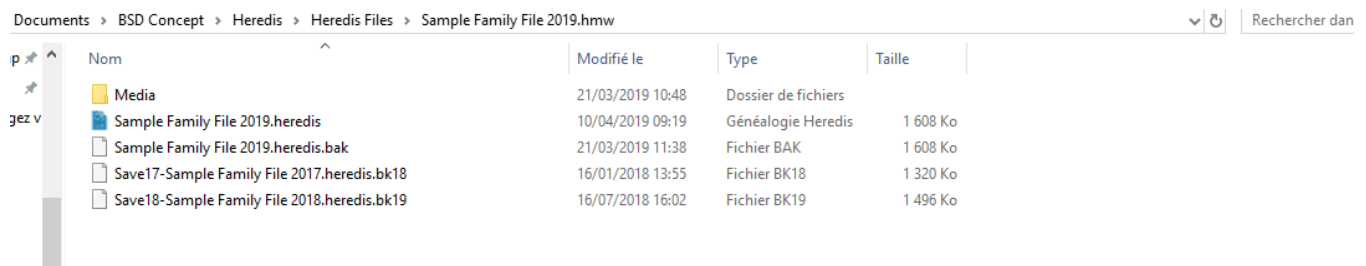 Documents > BSD Concept > Heredis > Heredis Files > Sample Family File 2019.hmw Rechercher dan
p Nom Modifié le Type Taille
Media 21/03/2019 10:48 Dossier de fichiers
gez v Sample Family File 2019.heredis 10/04/2019 09:19 Généalogie Heredis 1 608 Ko
Sample Family File 2019.heredis.bak 21/03/2019 11:38 Fichier BAK 1 608 Ko
Save17-Sample Family File 2017.heredis.bk18 16/01/2018 13:55 Fichier BK18 1 320 Ko
Save18-Sample Family File 2018.heredis.bk19 16/07/2018 16:02 Fichier BK19 1 496 Ko